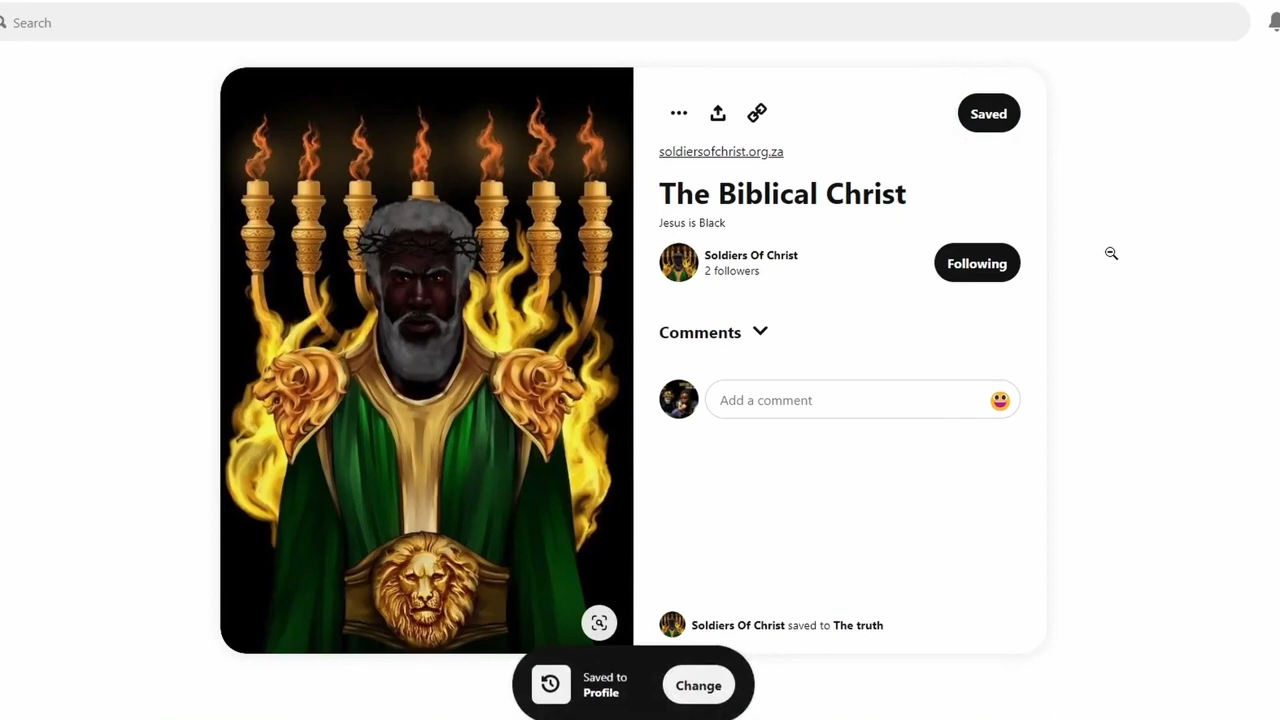 Search
Saved
soldiersofchrist.org.za
The Biblical Christ
Jesus is Black
Soldiers Of Christ
2 followers
Following
Comments
Add a comment
Soldiers Of Christ saved to The truth
Saved to
Profile
Change